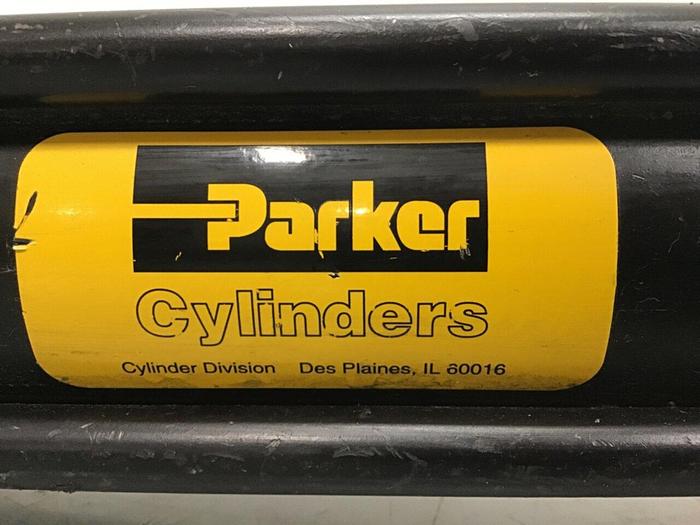 Parker
Cylinders
Cylinder Division Des Plaines, IL 60016